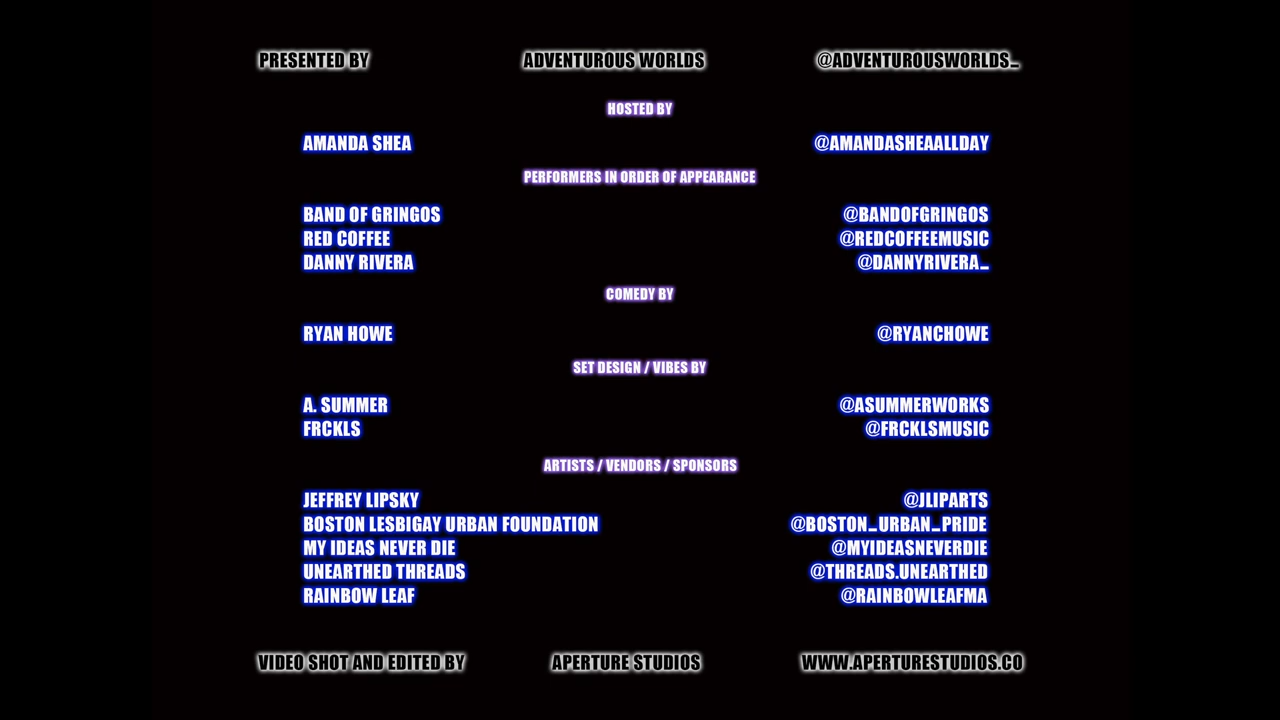 PRESENTED BY ADVENTUROUS WORLDS @ADVENTUROUSWORLDS_
HOSTED BY
AMANDA SHEA @AMANDASHEAALLDAY
PERFORMERS IN ORDER OF APPEARANCE
BAND OF GRINGOS @BANDOFGRINGOS
RED COFFEE @REDCOFFEEMUSIC
DANNY RIVERA @DANNYRIVERA_
COMEDY BY
RYAN HOWE @RYANCHOWE
SET DESIGN / VIBES BY
A. SUMMER @ASUMMERWORKS
FRCKLS @FRCKLSMUSIC
ARTISTS / VENDORS / SPONSORS
JEFFREY LIPSKY @JLIPARTS
BOSTON LESBIGAY URBAN FOUNDATION @BOSTON_URBAN_PRIDE
MY IDEAS NEVER DIE @MYIDEASNEVERDIE
UNEARTHED THREADS @THREADS.UNEARTHED
RAINBOW LEAF @RAINBOWLEAFMA
VIDEO SHOT AND EDITED BY APERTURE STUDIOS WWW.APERTURESTUDIOS.CO